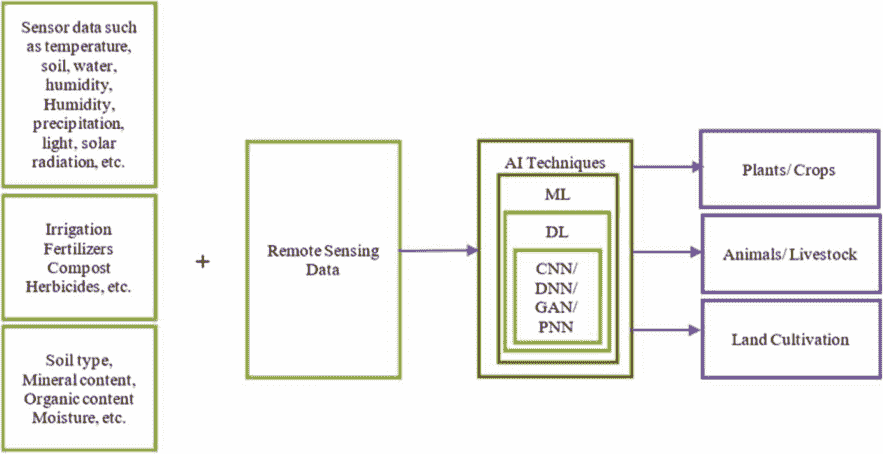 Sensor data such
as temperature,
soil, water,
humidity,
Humidity,
precipitation,
light, solar
radiation, etc.
Irrigation
Fertilizers
Compost
Herbicides, etc.
Soil type,
Mineral content,
Organic content
Moisture, etc.
+
Remote Sensing
Data
AI Techniques
ML
DL
CNN/
DNN/
GAN/
PNN
Plants/ Crops
Animals/ Livestock
Land Cultivation